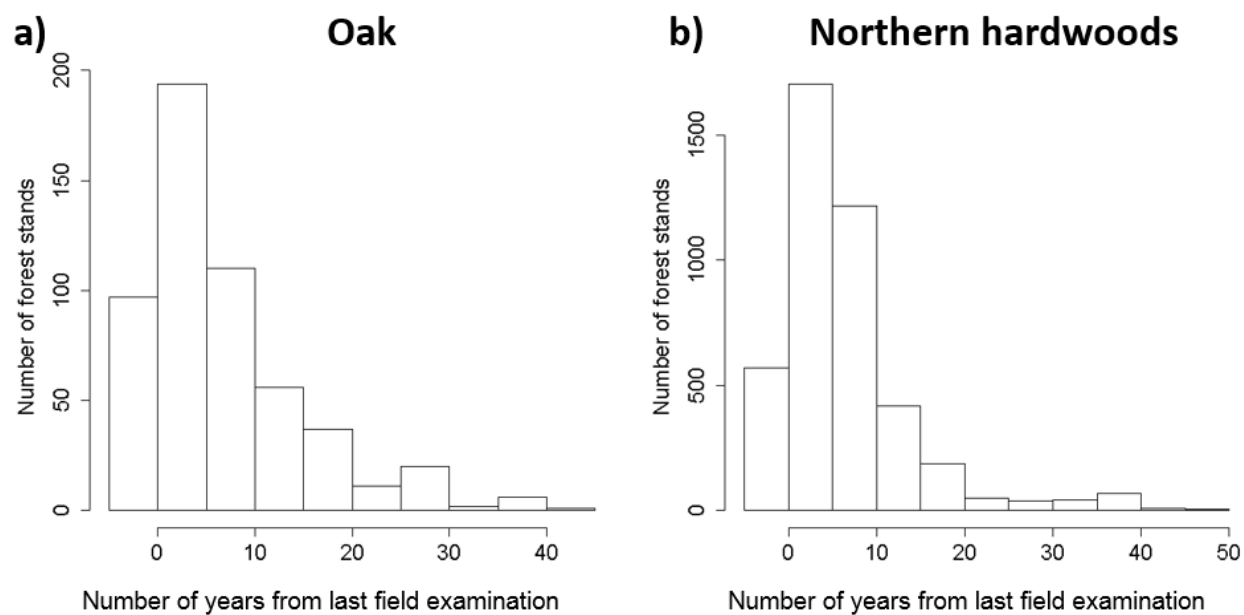 a) Oak
200
150
100
50
0
Number of forest stands
0 10 20 30 40
Number of years from last field examination
b) Northern hardwoods
1500
1000
500
0
Number of forest stands
0 10 20 30 40 50
Number of years from last field examination